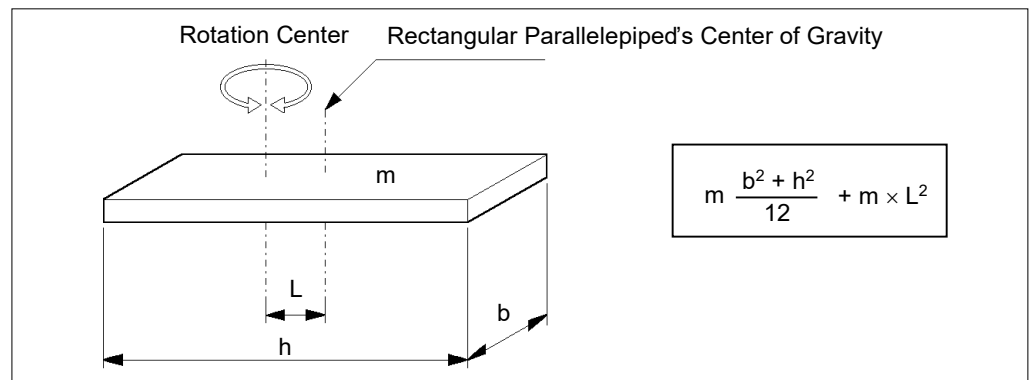 Rotation Center
Rectangular Parallelepiped's Center of Gravity
m
m (b² + h²)/12 + m × L²
L
b
h